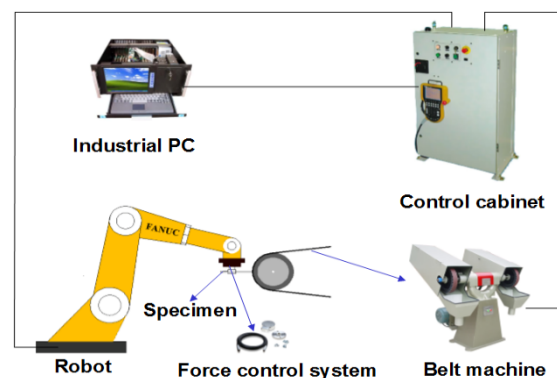 Industrial PC
Control cabinet
FANUC
Specimen
Robot
Force control system
Belt machine